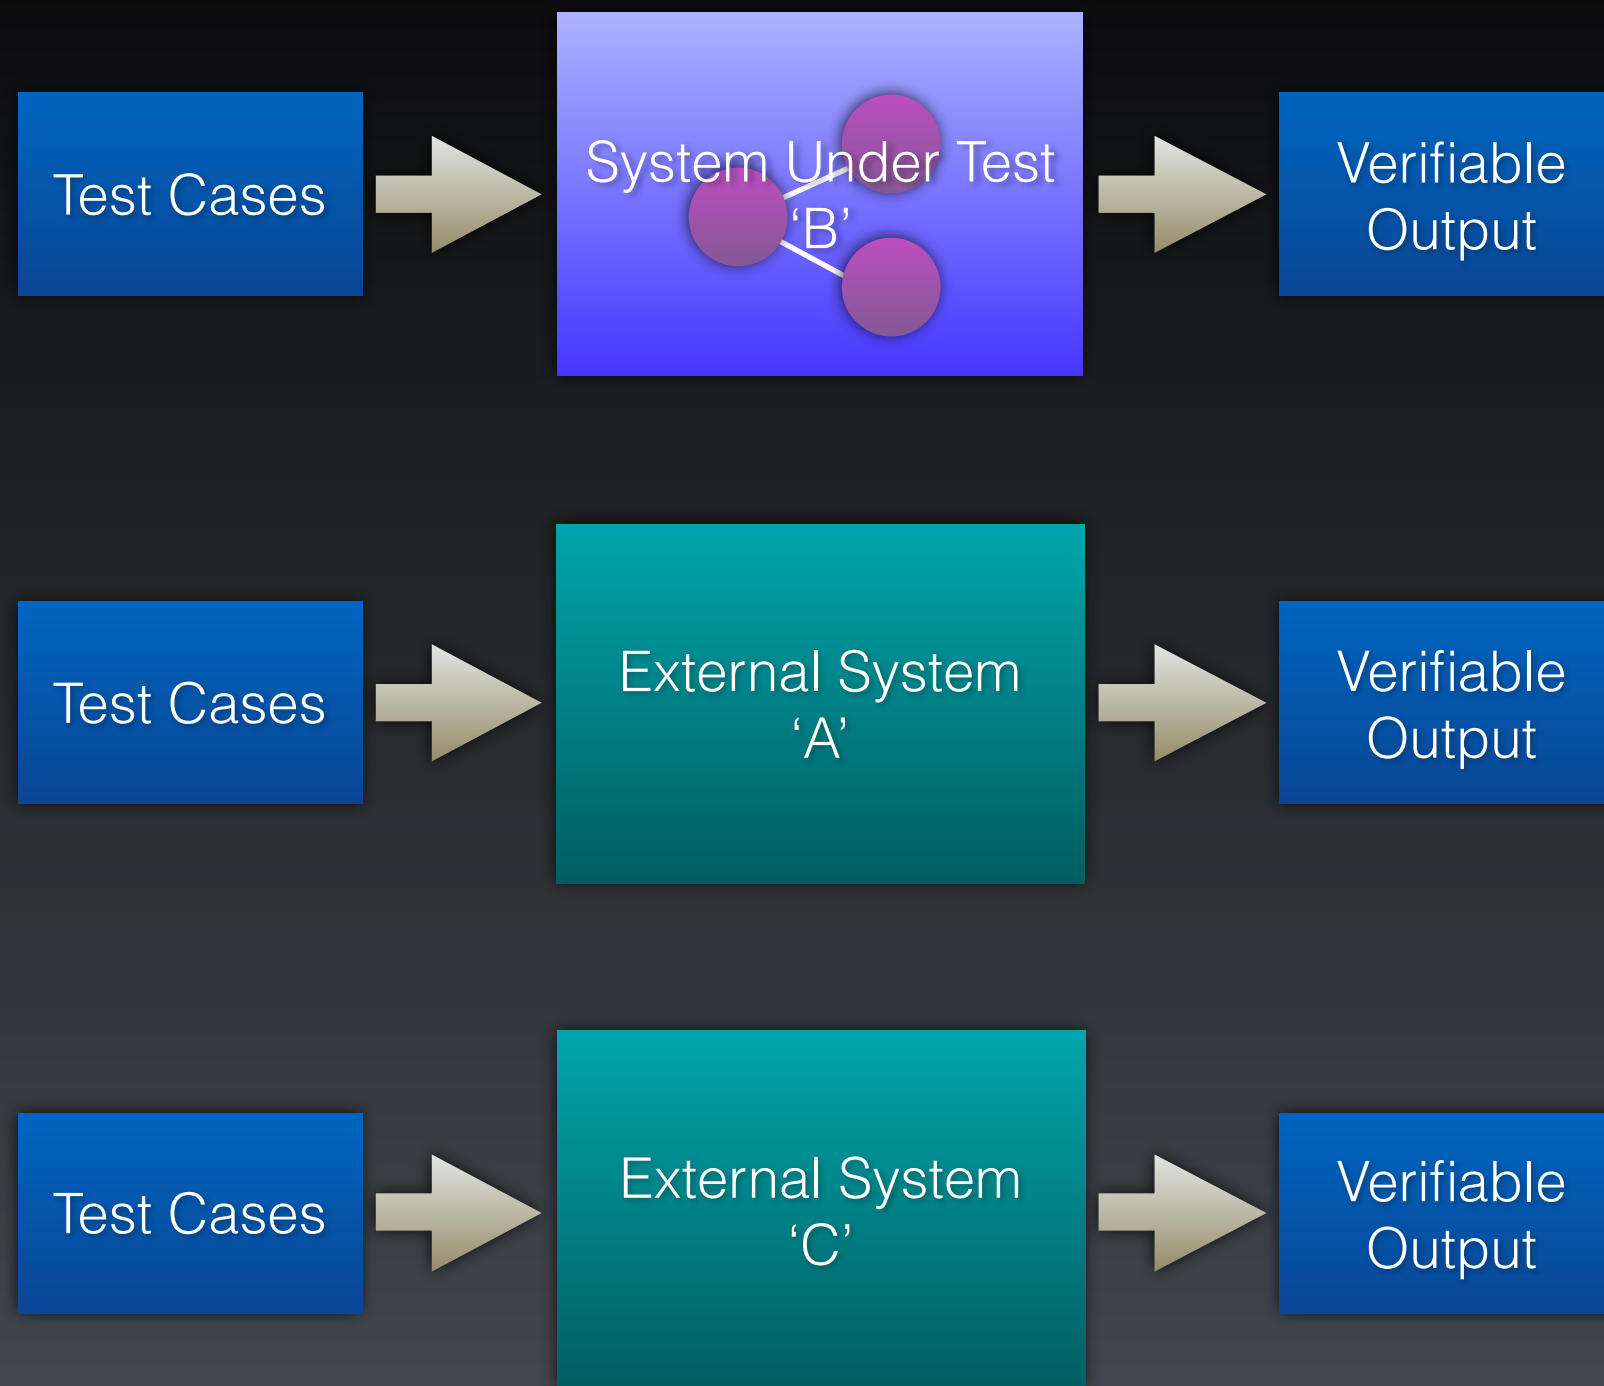 Test Cases
System Under Test
‘B’
Verifiable
Output
Test Cases
External System
‘A’
Verifiable
Output
Test Cases
External System
‘C’
Verifiable
Output